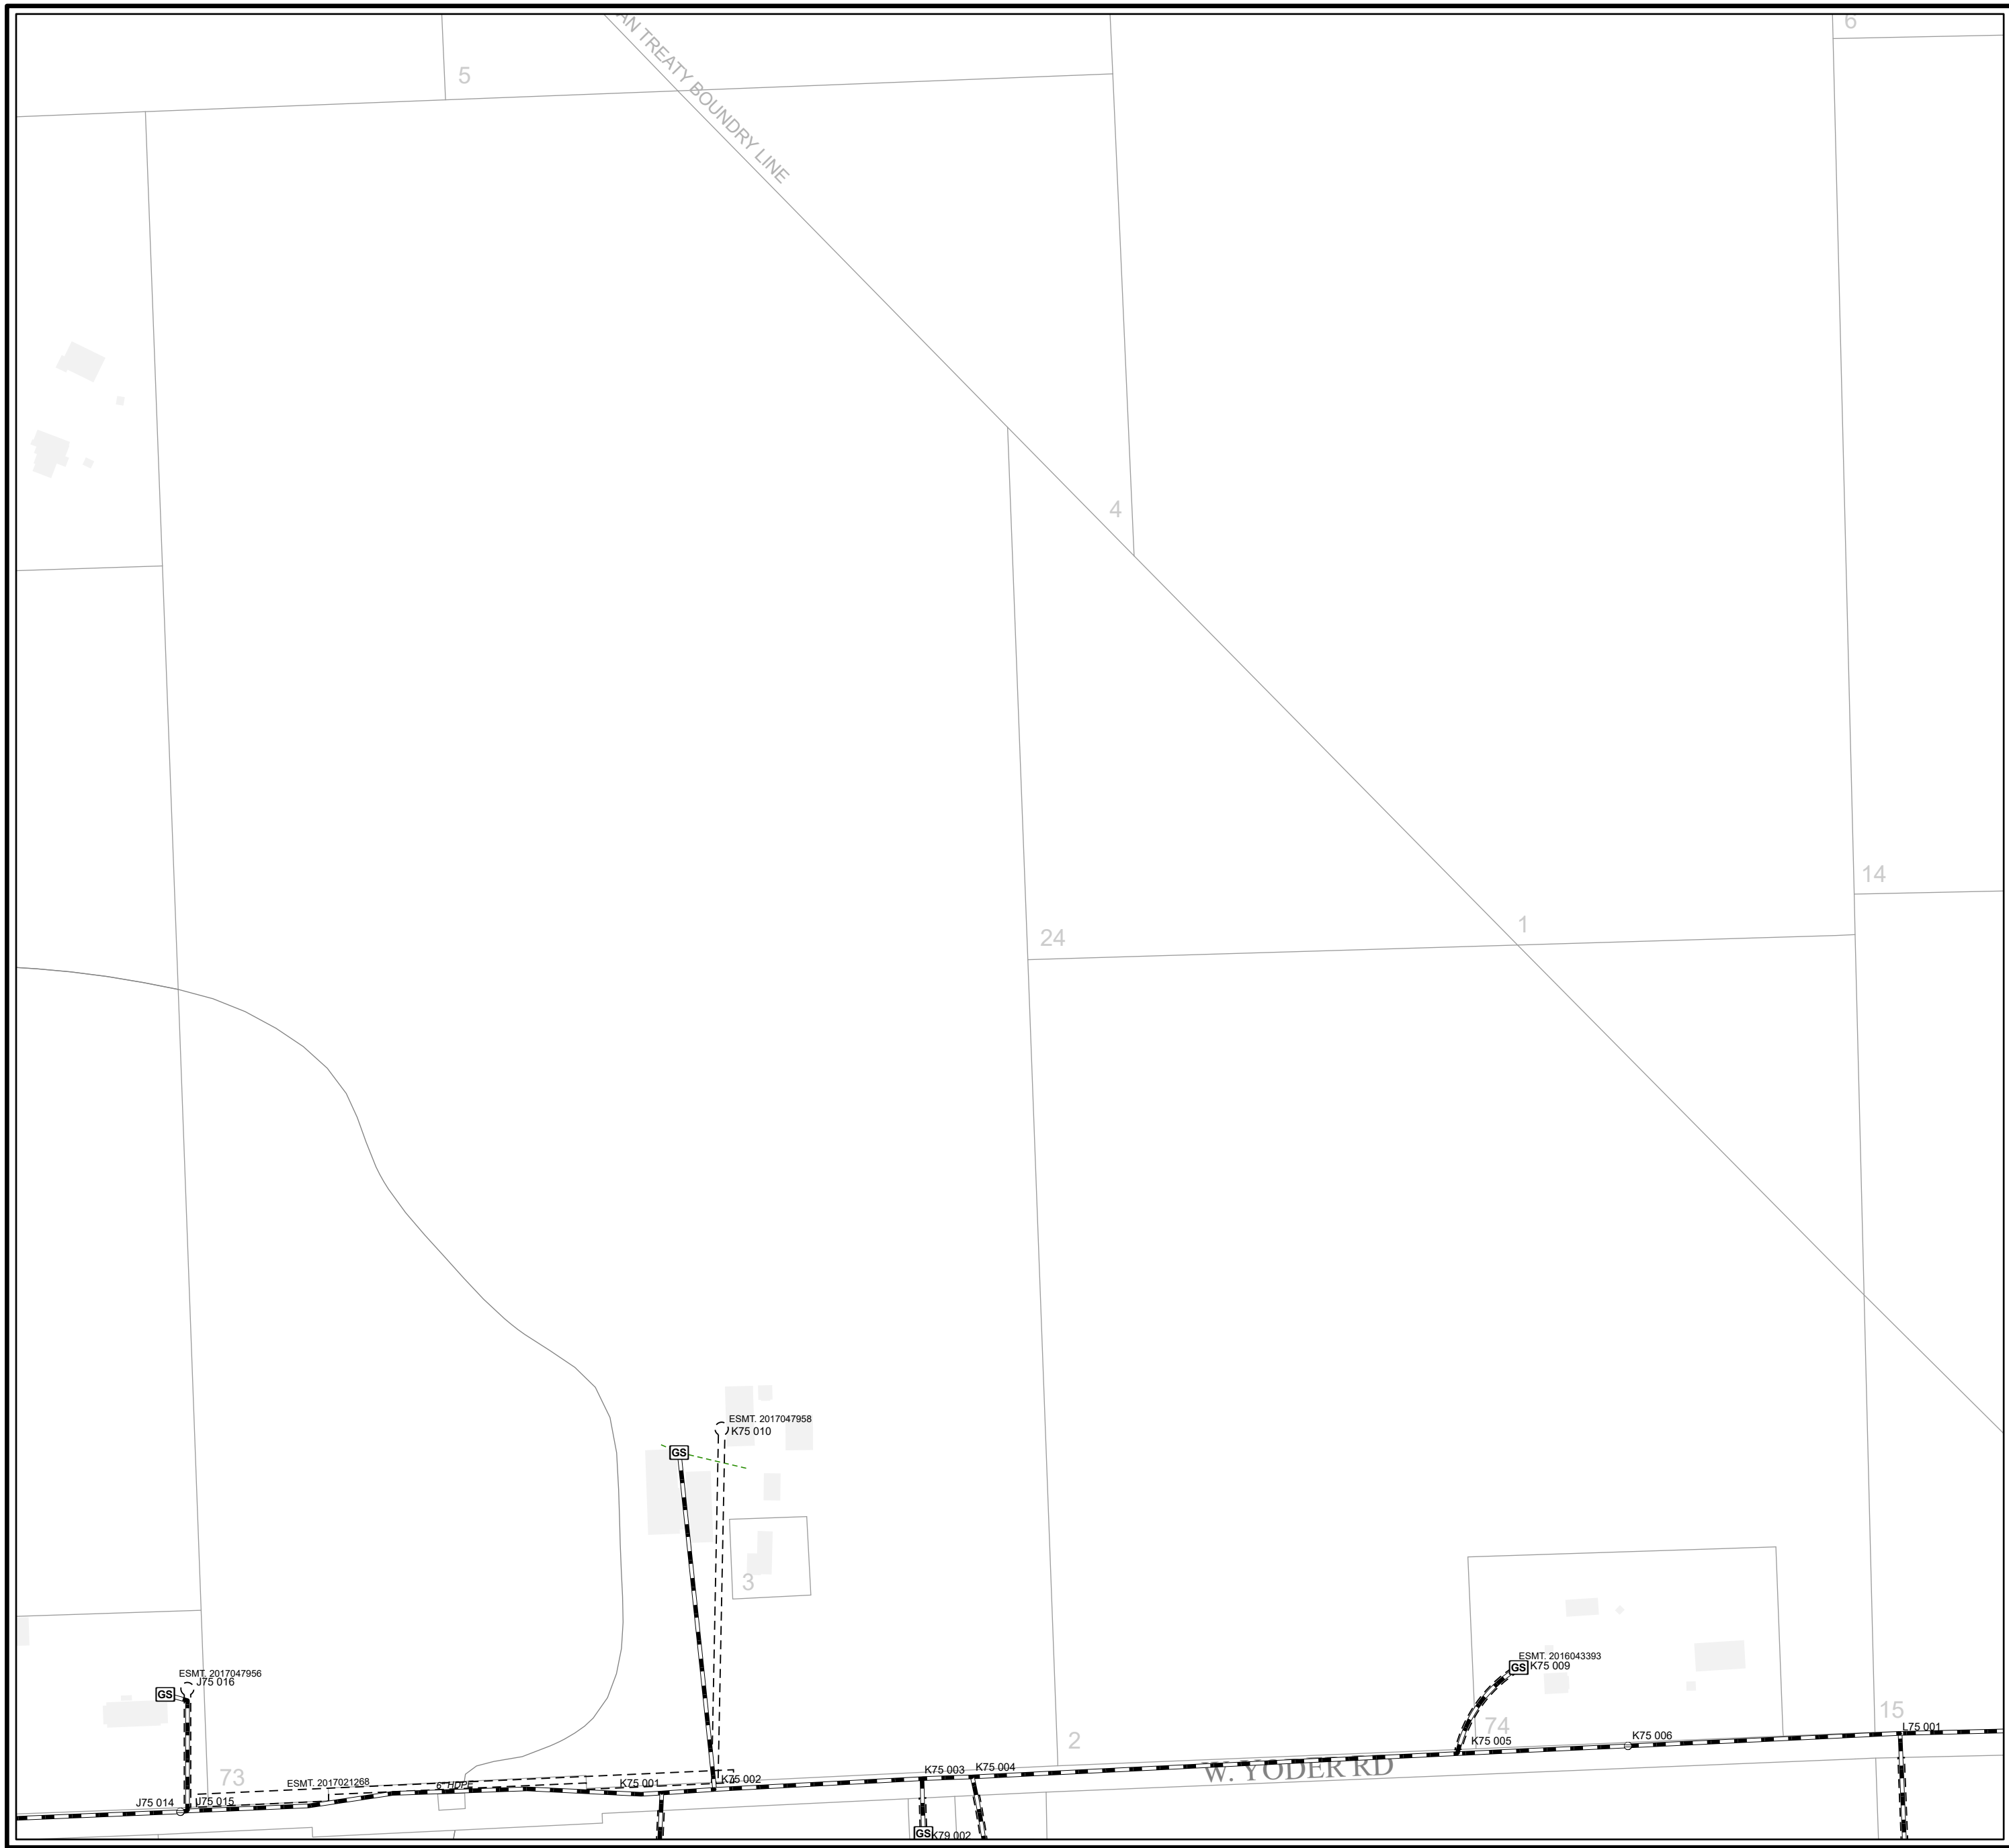 6
5
AN TREATY BOUNDRY LINE
4
14
1
24
ESMT. 2017047958
K75 010
GS
3
ESMT. 2016043393
GS
K75 009
ESMT. 2017047956
J75 016
GS
15
74
L75 001
K75 006
2
K75 005
W. YODER RD
K75 003
K75 004
73
ESMT. 2017021268
6" HDPE
K75 001
K75 002
J75 014
J75 015
GS
K79 002